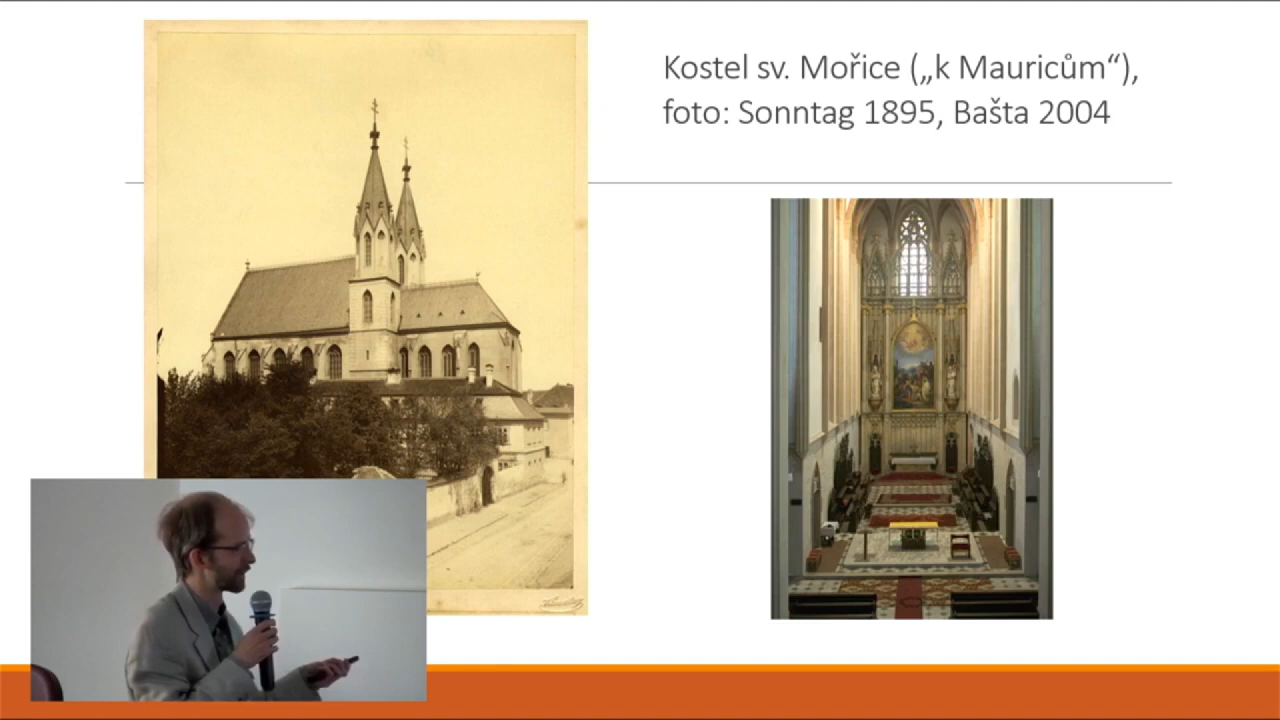 Kostel sv. Mořice („k Mauricům“),
foto: Sonntag 1895, Bašta 2004